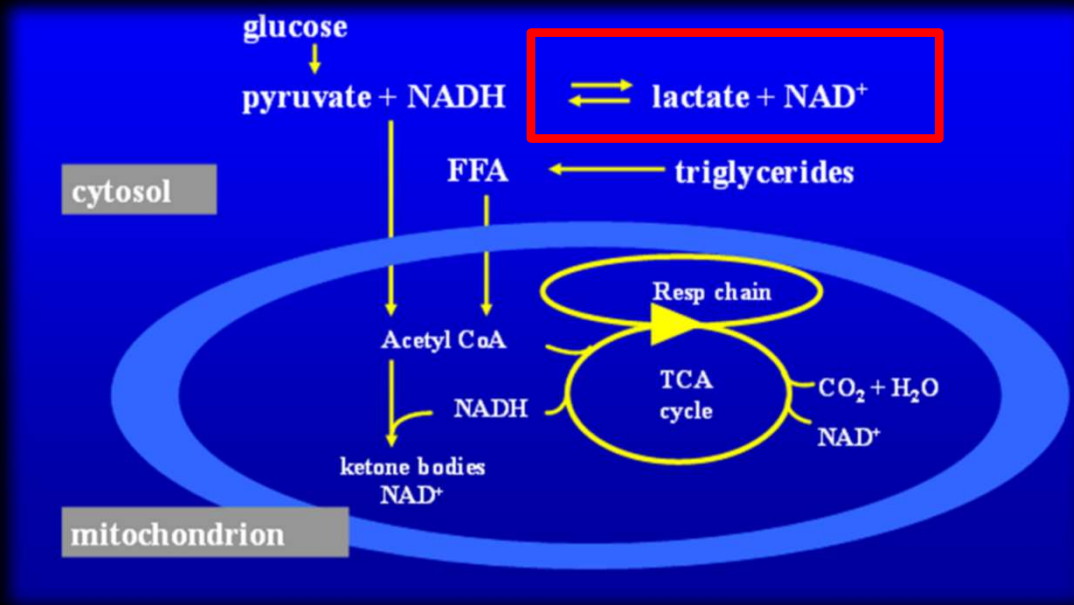 glucose
pyruvate + NADH
lactate + NAD⁺
FFA
triglycerides
cytosol
Resp chain
Acetyl CoA
TCA
cycle
NADH
CO₂ + H₂O
NAD⁺
ketone bodies
NAD⁺
mitochondrion